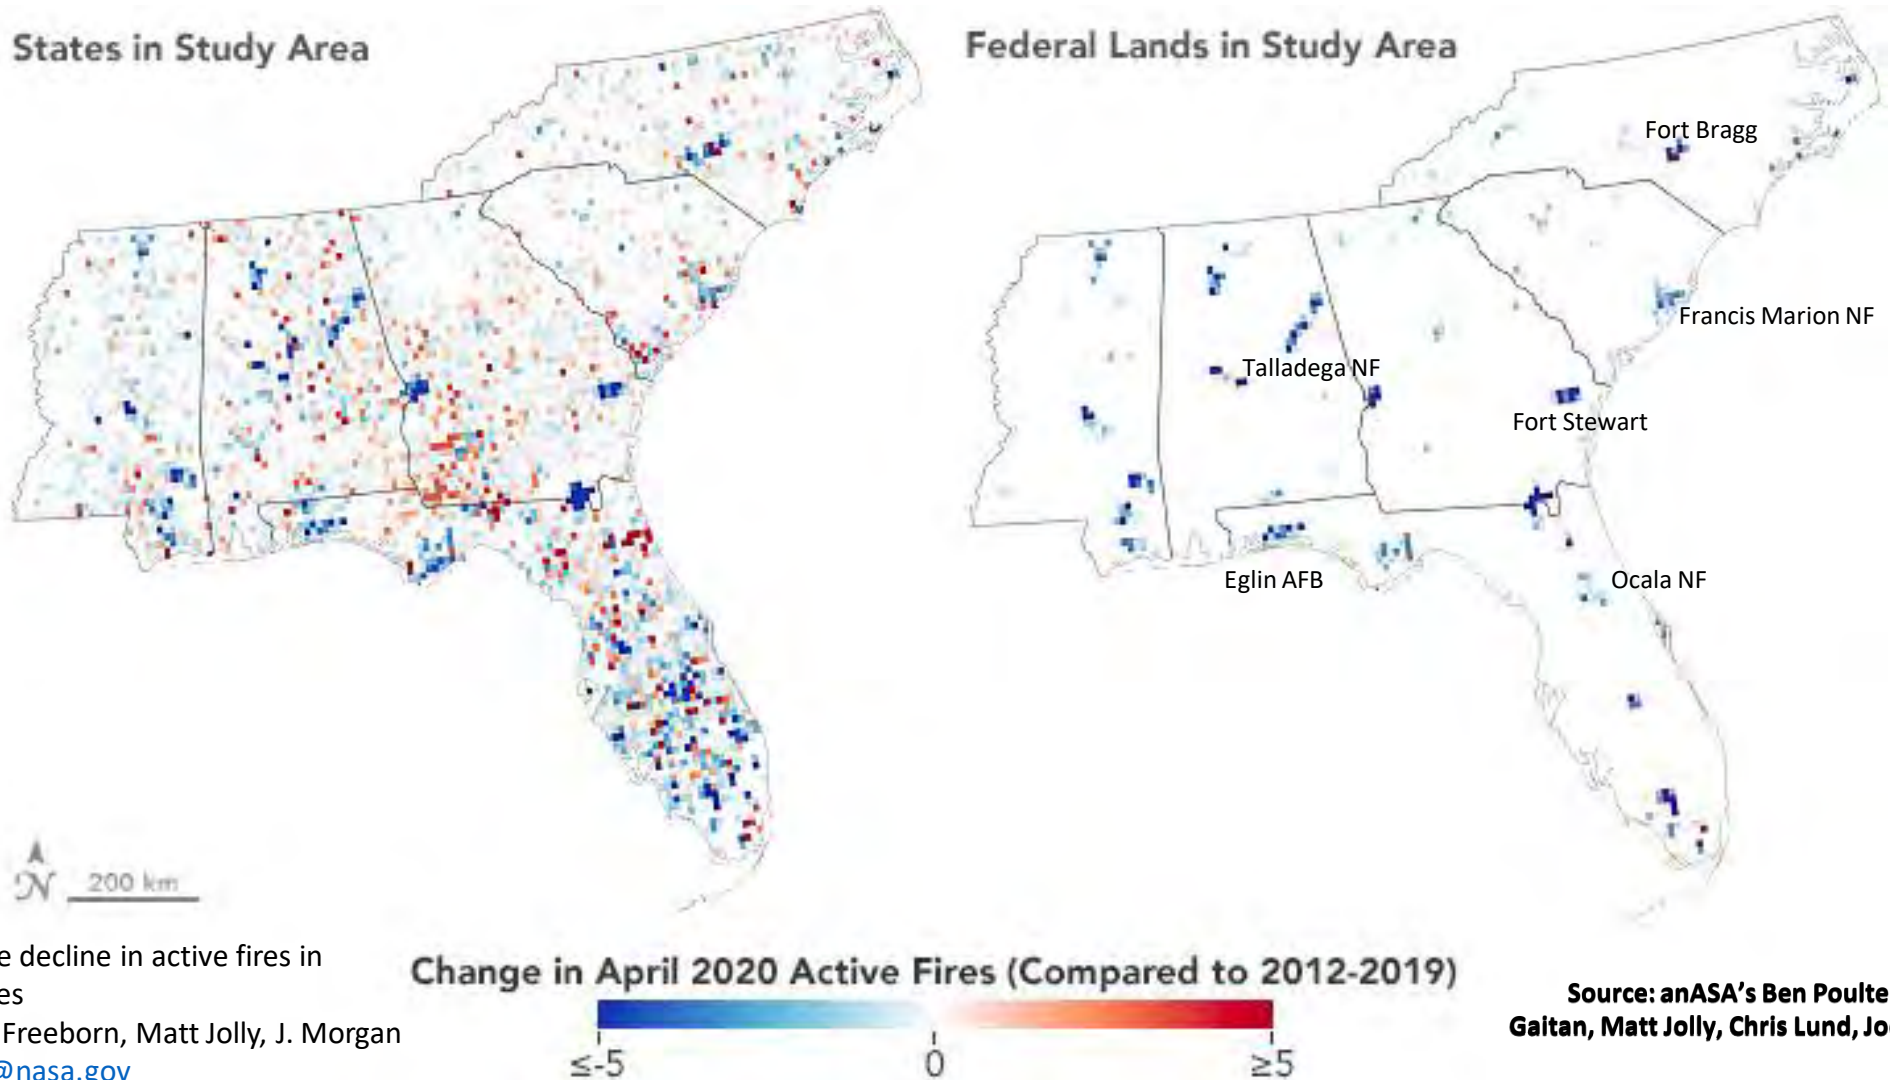 States in Study Area
Federal Lands in Study Area
Fort Bragg
Francis Marion NF
Talladega NF
Fort Stewart
Eglin AFB
Ocala NF
N
200 km
e decline in active fires in
es
Freeborn, Matt Jolly, J. Morgan
@nasa.gov
Change in April 2020 Active Fires (Compared to 2012-2019)
≤-5
0
≥5
Source: anASA's Ben Poulte
Gaitan, Matt Jolly, Chris Lund, Jo